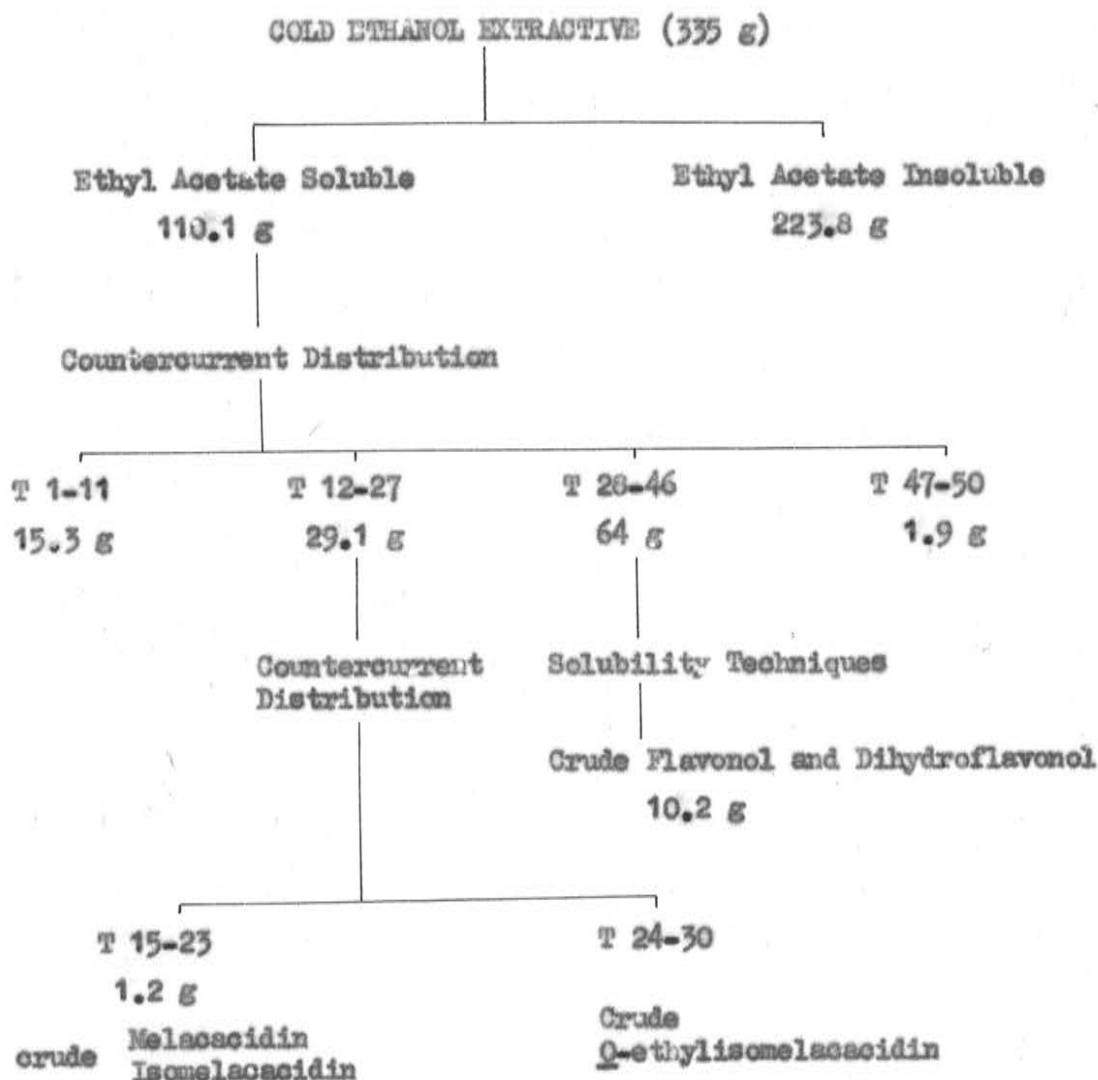 COLD ETHANOL EXTRACTIVE (335 g)
Ethyl Acetate Soluble
110.1 g
Ethyl Acetate Insoluble
223.8 g
Countercurrent Distribution
T 1-11
15.3 g
T 12-27
29.1 g
T 28-46
64 g
T 47-50
1.9 g
Countercurrent
Distribution
Solubility Techniques
Crude Flavonol and Dihydroflavonol
10.2 g
T 15-23
1.2 g
crude Melacacidin
Isomelacacidin
T 24-30
Crude
O-ethylisomelacacidin